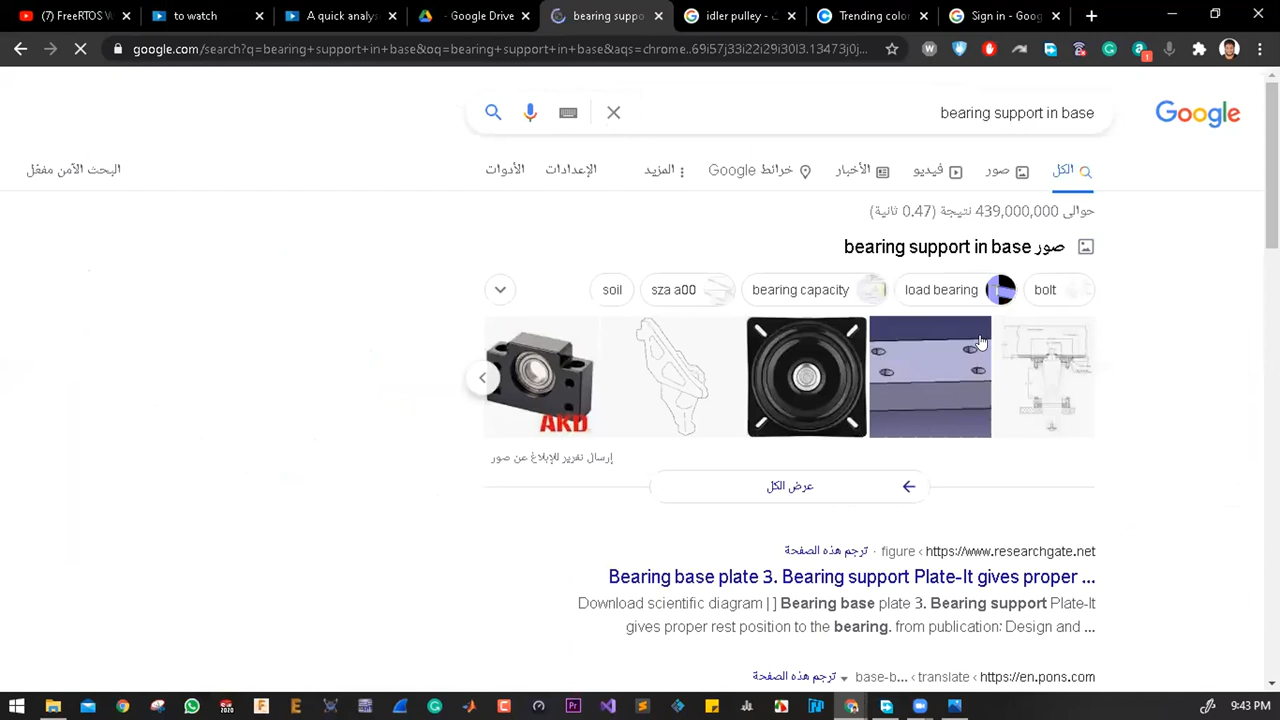 (7) FreeRTOS W
to watch
A quick analys
- Google Drive
bearing suppo
idler pulley -
Trending color
Sign in - Goog
google.com/search?q=bearing+support+in+base&oq=bearing+support+in+base&aqs=chrome..69i57j33i22i29i30l3.13473j0j...
bearing support in base
Google
الكل
صور
فيديو
الأخبار
خرائط Google
المزيد
الإعدادات
الأدوات
البحث الآمن مفعّل
حوالى 439,000,000 نتيجة (0.47 ثانية)
صور bearing support in base
bolt
load bearing
bearing capacity
sza a00
soil
AKD
إرسال تقرير للإبلاغ عن صور
عرض الكل
https://www.researchgate.net › figure · ترجم هذه الصفحة
Bearing base plate 3. Bearing support Plate-It gives proper ...
Download scientific diagram | ] Bearing base plate 3. Bearing support Plate-It
gives proper rest position to the bearing. from publication: Design and ...
https://en.pons.com › translate › base-b... ترجم هذه الصفحة
9:43 PM